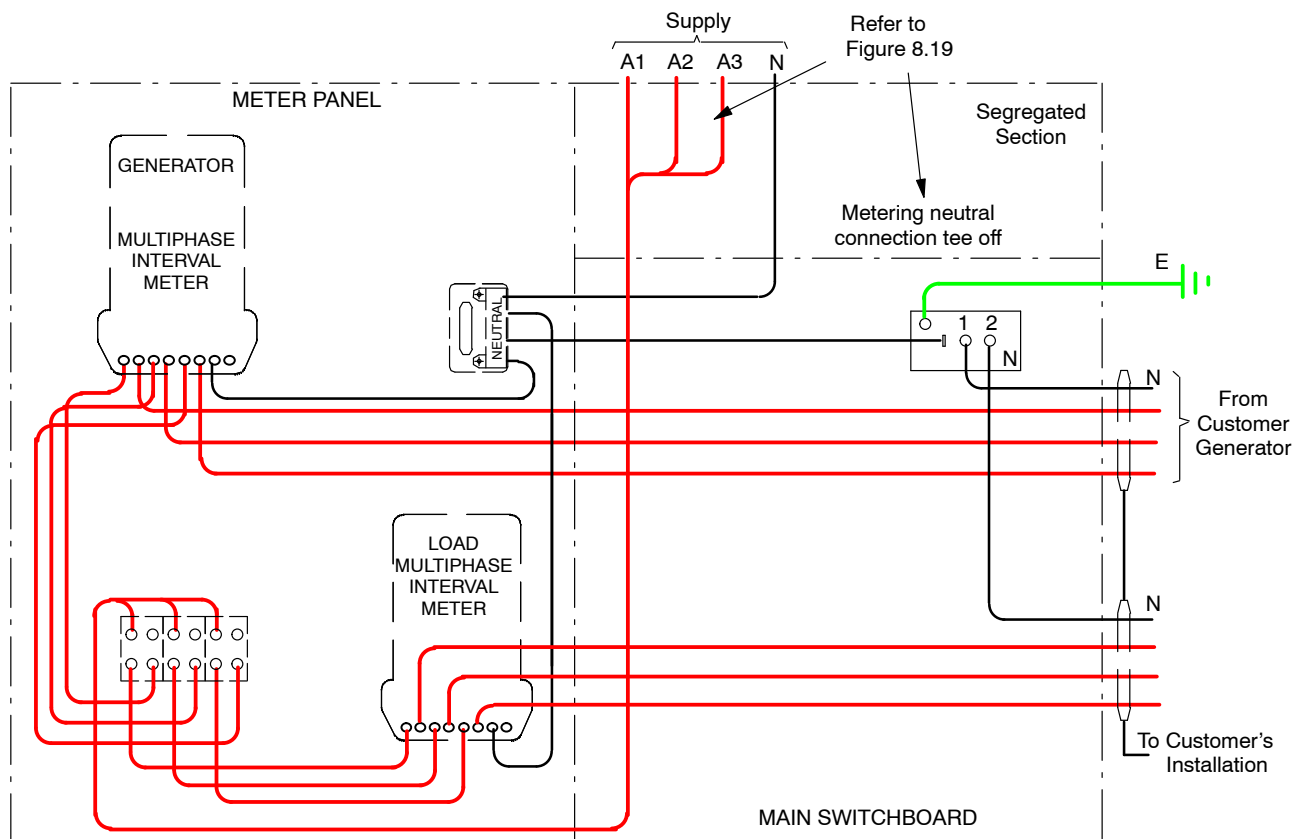 Supply
Refer to
Figure 8.19
A1 A2 A3 N
METER PANEL
Segregated
Section
GENERATOR
MULTIPHASE
INTERVAL
METER
Metering neutral
connection tee off
E
NEUTRAL
1 2
N
N
From
Customer
Generator
LOAD
MULTIPHASE
INTERVAL
METER
N
To Customer's
Installation
MAIN SWITCHBOARD